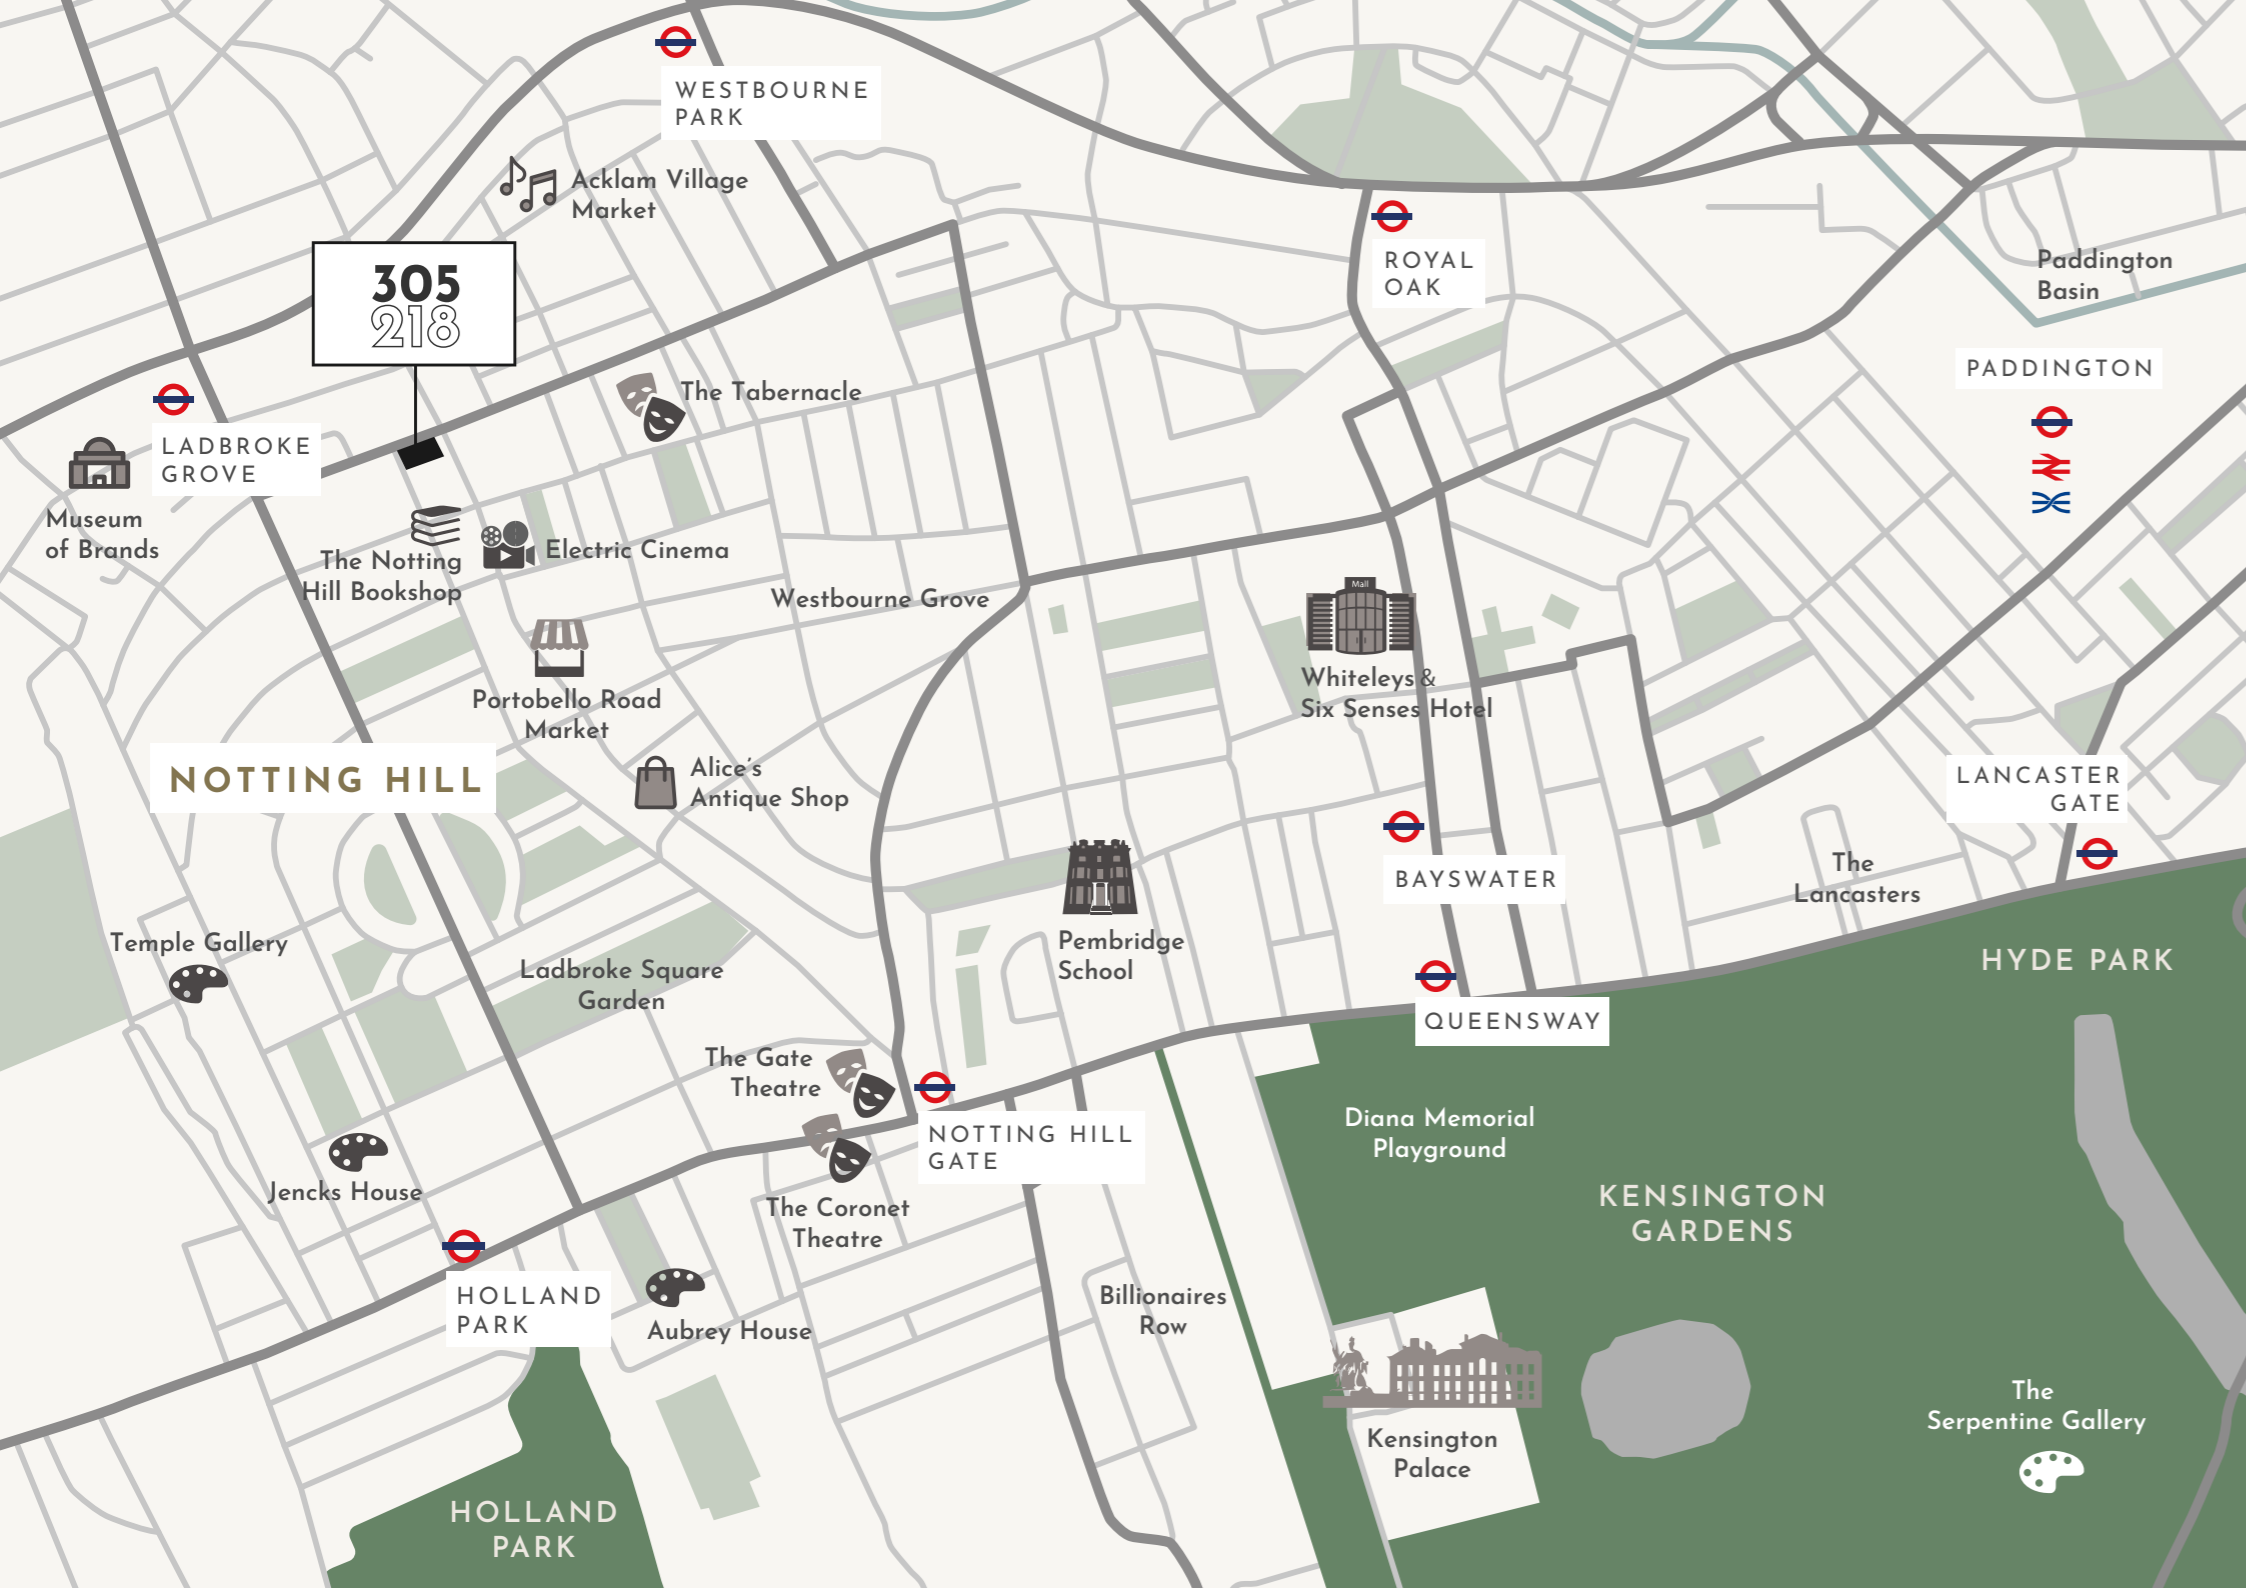 WESTBOURNE
PARK
Acklam Village
Market
ROYAL
OAK
Paddington
Basin
305
218
PADDINGTON
The Tabernacle
LADBROKE
GROVE
Museum
of Brands
The Notting
Hill Bookshop
Electric Cinema
Westbourne Grove
Mall
Whiteleys &
Six Senses Hotel
Portobello Road
Market
NOTTING HILL
Alice’s
Antique Shop
LANCASTER
GATE
BAYSWATER
The
Lancasters
Temple Gallery
Ladbroke Square
Garden
Pembridge
School
HYDE PARK
QUEENSWAY
The Gate
Theatre
NOTTING HILL
GATE
Diana Memorial
Playground
Jencks House
The Coronet
Theatre
KENSINGTON
GARDENS
HOLLAND
PARK
Aubrey House
Billionaires
Row
Kensington
Palace
The
Serpentine Gallery
HOLLAND
PARK